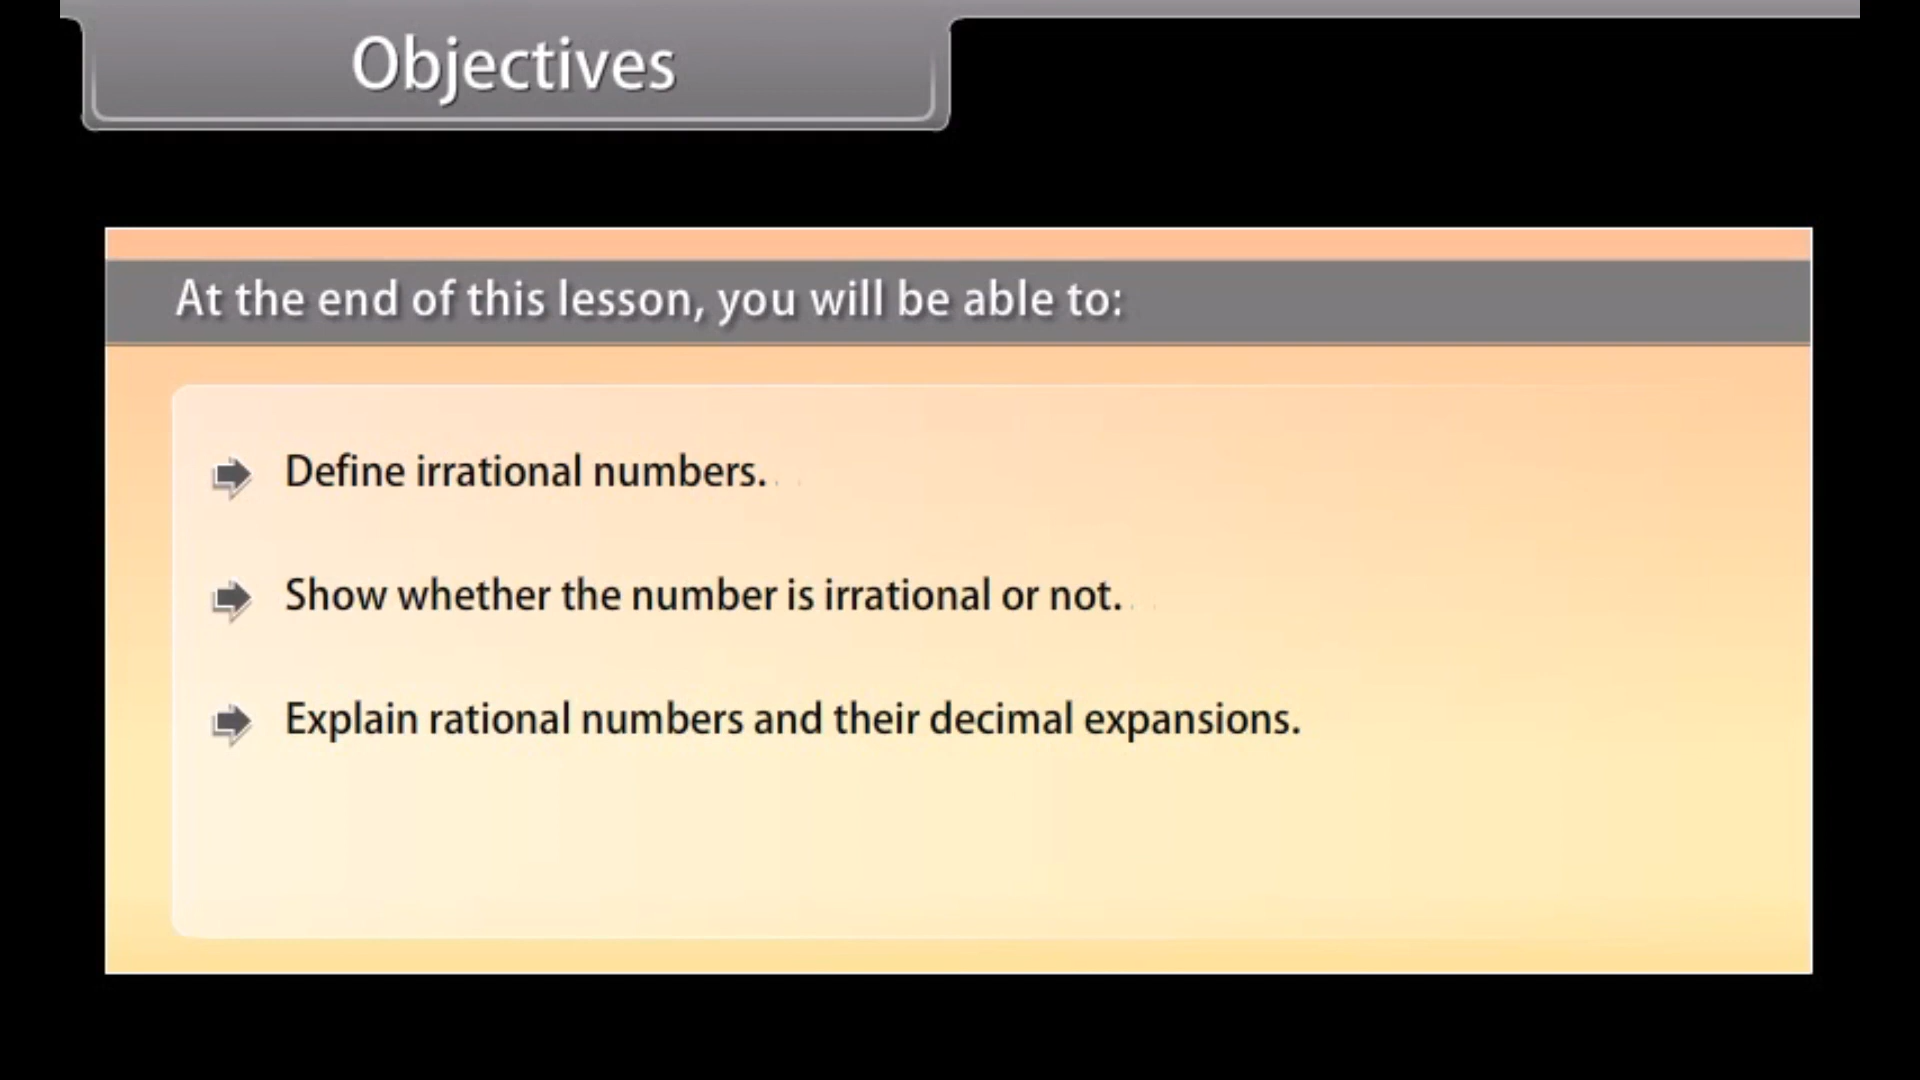 Objectives
At the end of this lesson, you will be able to:
Define irrational numbers.
Show whether the number is irrational or not.
Explain rational numbers and their decimal expansions.